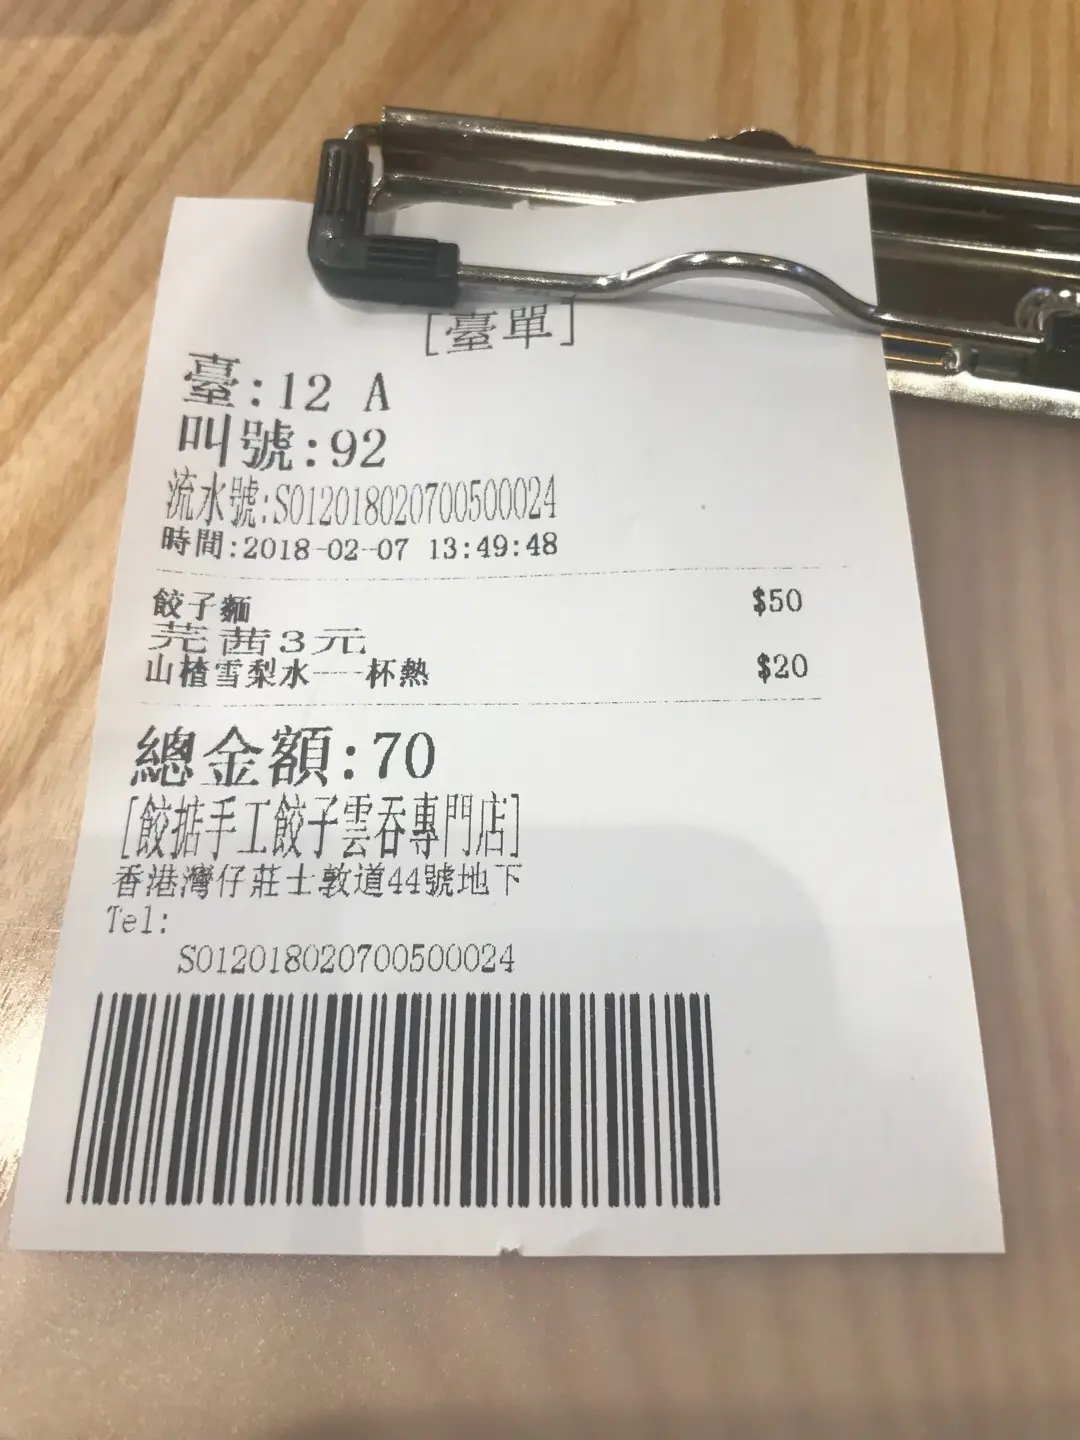 [臺單]
臺:12 A
叫號:92
流水號:S012018020700500024
時間:2018-02-07 13:49:48
餃子麵 $50
芫茜3元
山楂雪梨水----杯熱 $20
總金額:70
[餃掂手工餃子雲吞專門店]
香港灣仔莊士敦道44號地下
Tel:
S012018020700500024